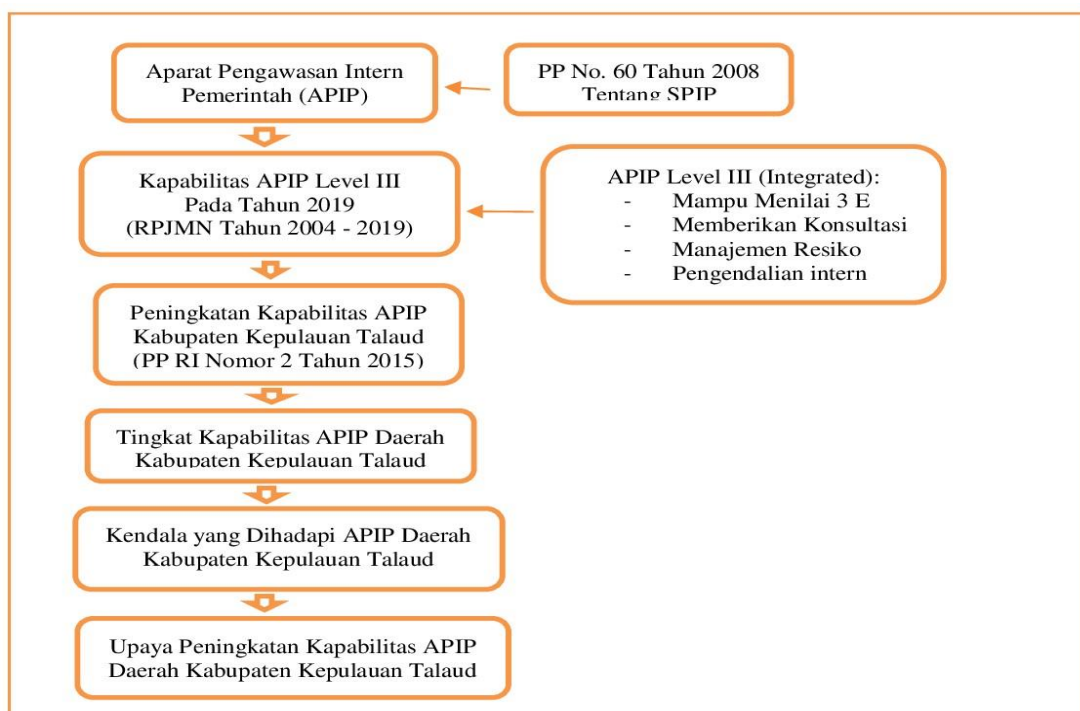 Aparat Pengawasan Intern
Pemerintah (APIP)
PP No. 60 Tahun 2008
Tentang SPIP
Kapabilitas APIP Level III
Pada Tahun 2019
(RPJMN Tahun 2004 - 2019)
APIP Level III (Integrated):
- Mampu Menilai 3 E
- Memberikan Konsultasi
- Manajemen Resiko
- Pengendalian intern
Peningkatan Kapabilitas APIP
Kabupaten Kepulauan Talaud
(PP RI Nomor 2 Tahun 2015)
Tingkat Kapabilitas APIP Daerah
Kabupaten Kepulauan Talaud
Kendala yang Dihadapi APIP Daerah
Kabupaten Kepulauan Talaud
Upaya Peningkatan Kapabilitas APIP
Daerah Kabupaten Kepulauan Talaud